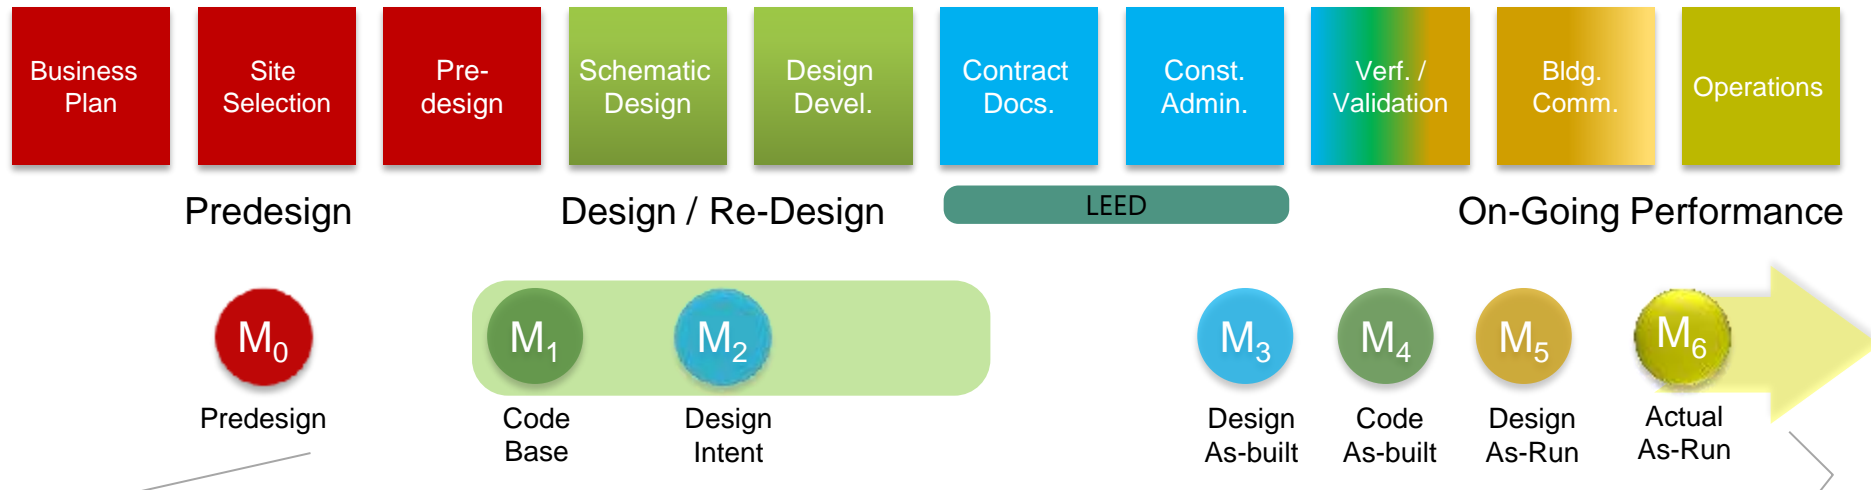 Business
Plan
Site
Selection
Pre-
design
Schematic
Design
Design
Devel.
Contract
Docs.
Const.
Admin.
Verf. /
Validation
Bldg.
Comm.
Operations
Predesign
Design / Re-Design
LEED
On-Going Performance
M0
M1
M2
M3
M4
M5
M6
Predesign
Code
Base
Design
Intent
Design
As-built
Code
As-built
Design
As-Run
Actual
As-Run